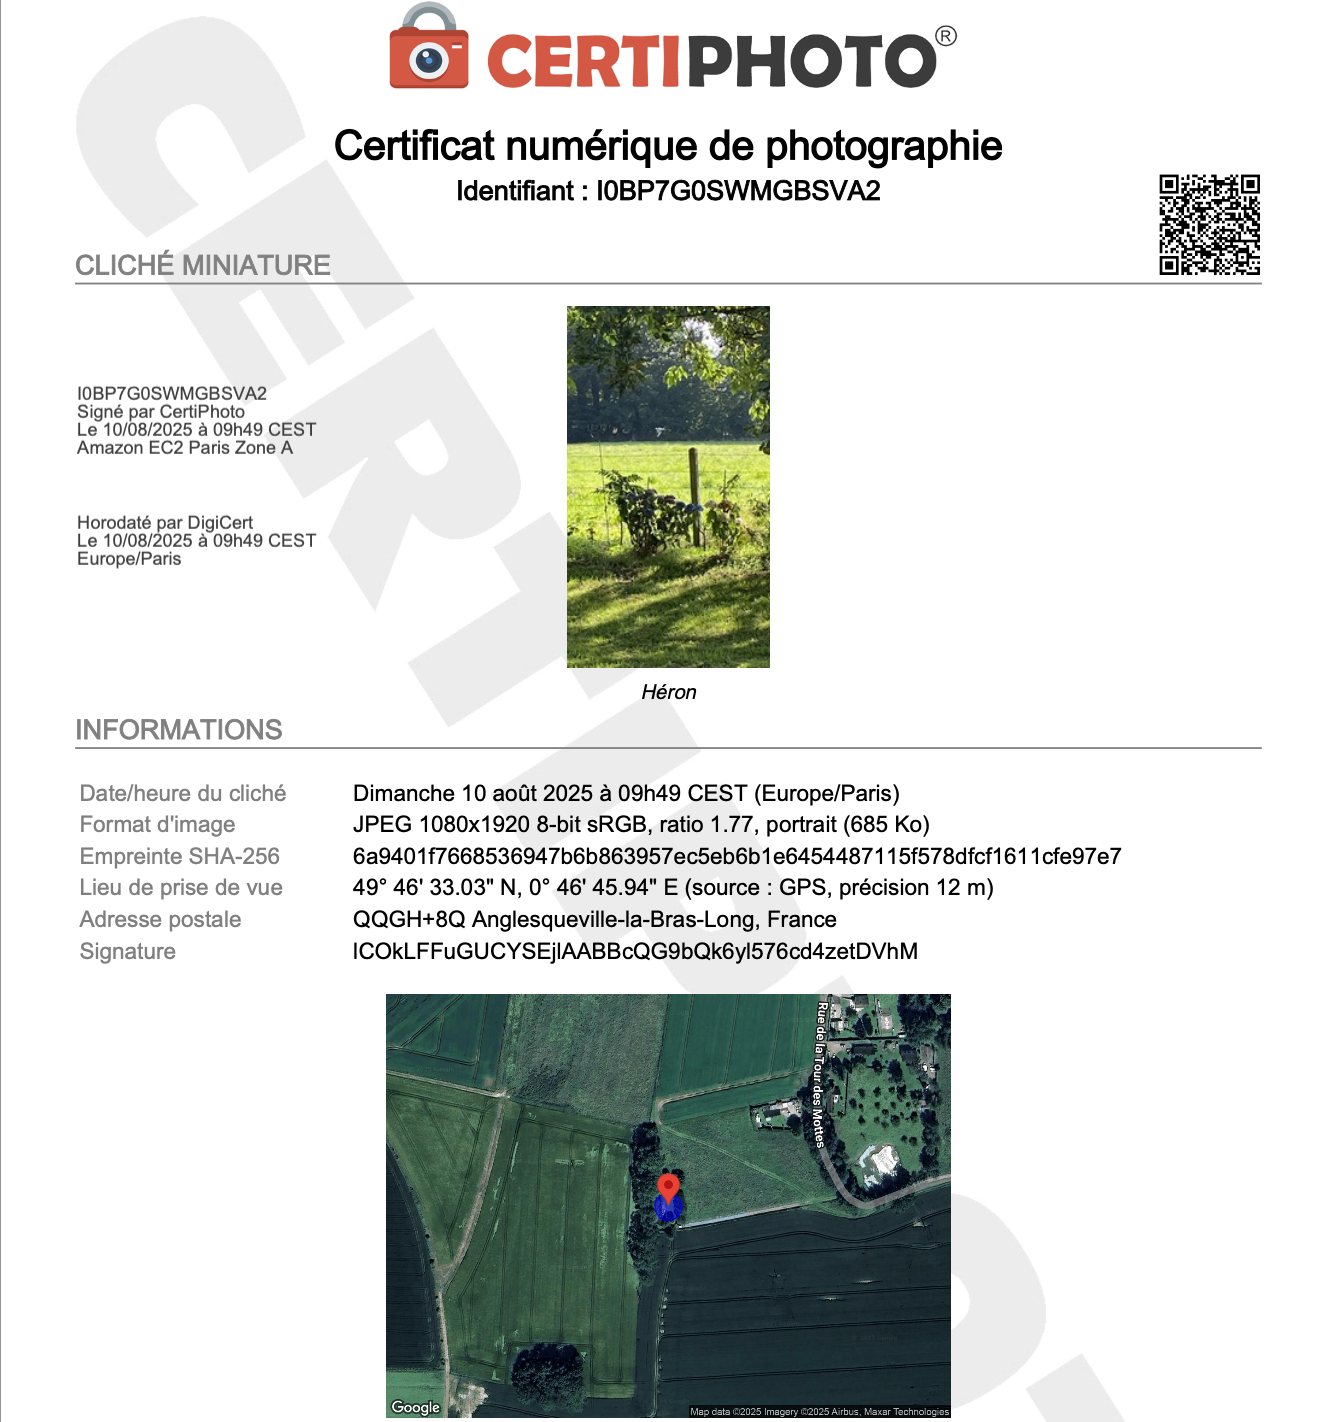 CERTIPHOTO®
Certificat numérique de photographie
Identifiant : I0BP7G0SWMGBSVA2
CLICHÉ MINIATURE
I0BP7G0SWMGBSVA2
Signé par CertiPhoto
Le 10/08/2025 à 09h49 CEST
Amazon EC2 Paris Zone A
Horodaté par DigiCert
Le 10/08/2025 à 09h49 CEST
Europe/Paris
Héron
INFORMATIONS
Date/heure du cliché Dimanche 10 août 2025 à 09h49 CEST (Europe/Paris)
Format d'image JPEG 1080x1920 8-bit sRGB, ratio 1.77, portrait (685 Ko)
Empreinte SHA-256 6a9401f7668536947b6b863957ec5eb6b1e6454487115f578dfcf1611cfe97e7
Lieu de prise de vue 49° 46' 33.03" N, 0° 46' 45.94" E (source : GPS, précision 12 m)
Adresse postale QQGH+8Q Anglesqueville-la-Bras-Long, France
Signature lCOkLFFuGUCYSEjlAABBcQG9bQk6yl576cd4zetDVhM
Rue de la Tour des Mottes
Google
Map data ©2025 Imagery ©2025 Airbus, Maxar Technologies